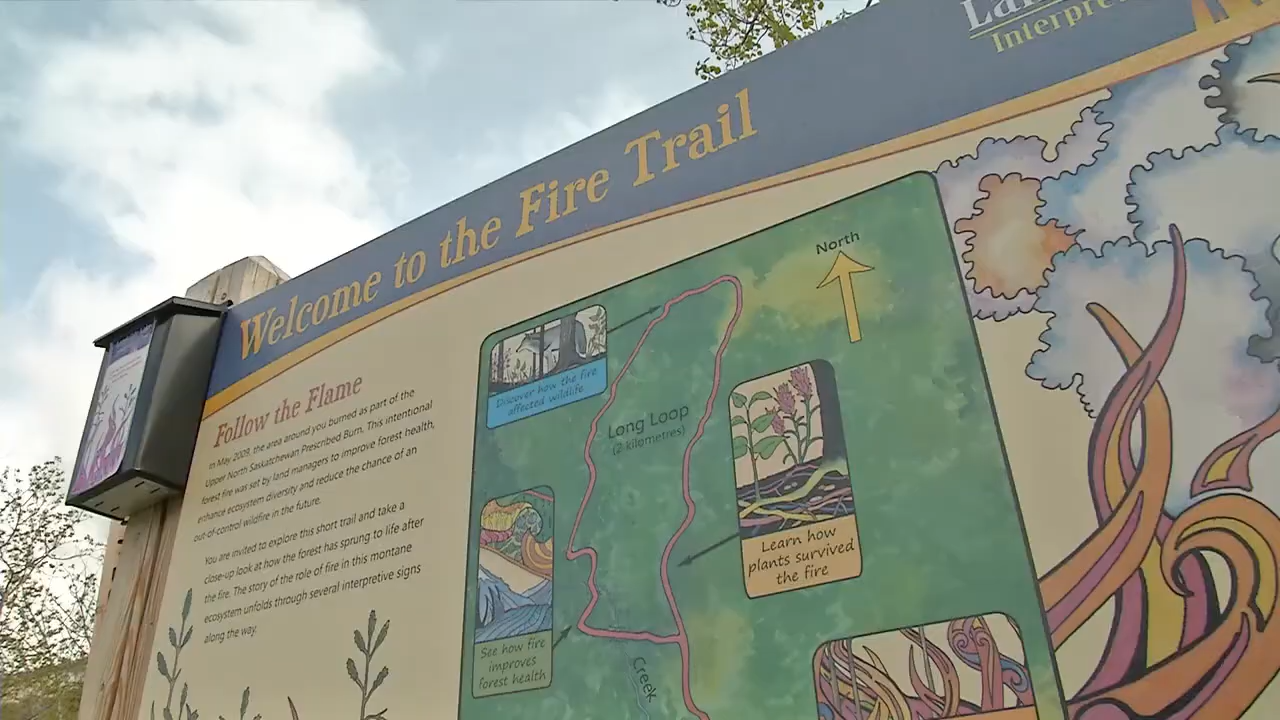 Interpre
Welcome to the Fire Trail
Follow the Flame
In May, 2009, the area around you burned as part of the
Upper North Saskatchewan Prescribed Burn. This intentional
forest fire was set by land managers to improve forest health,
enhance ecosystem diversity and reduce the chance of an
out-of-control wildfire in the future.
You are invited to explore this short trail and take a
close-up look at how the forest has sprung to life after
the fire. The story of the role of fire in this montane
ecosystem unfolds through several interpretive signs
along the way.
North
Discover how the fire
affected wildlife
Long Loop
(2 kilometres)
Learn how
plants survived
the fire
See how fire
improves
forest health
Creek